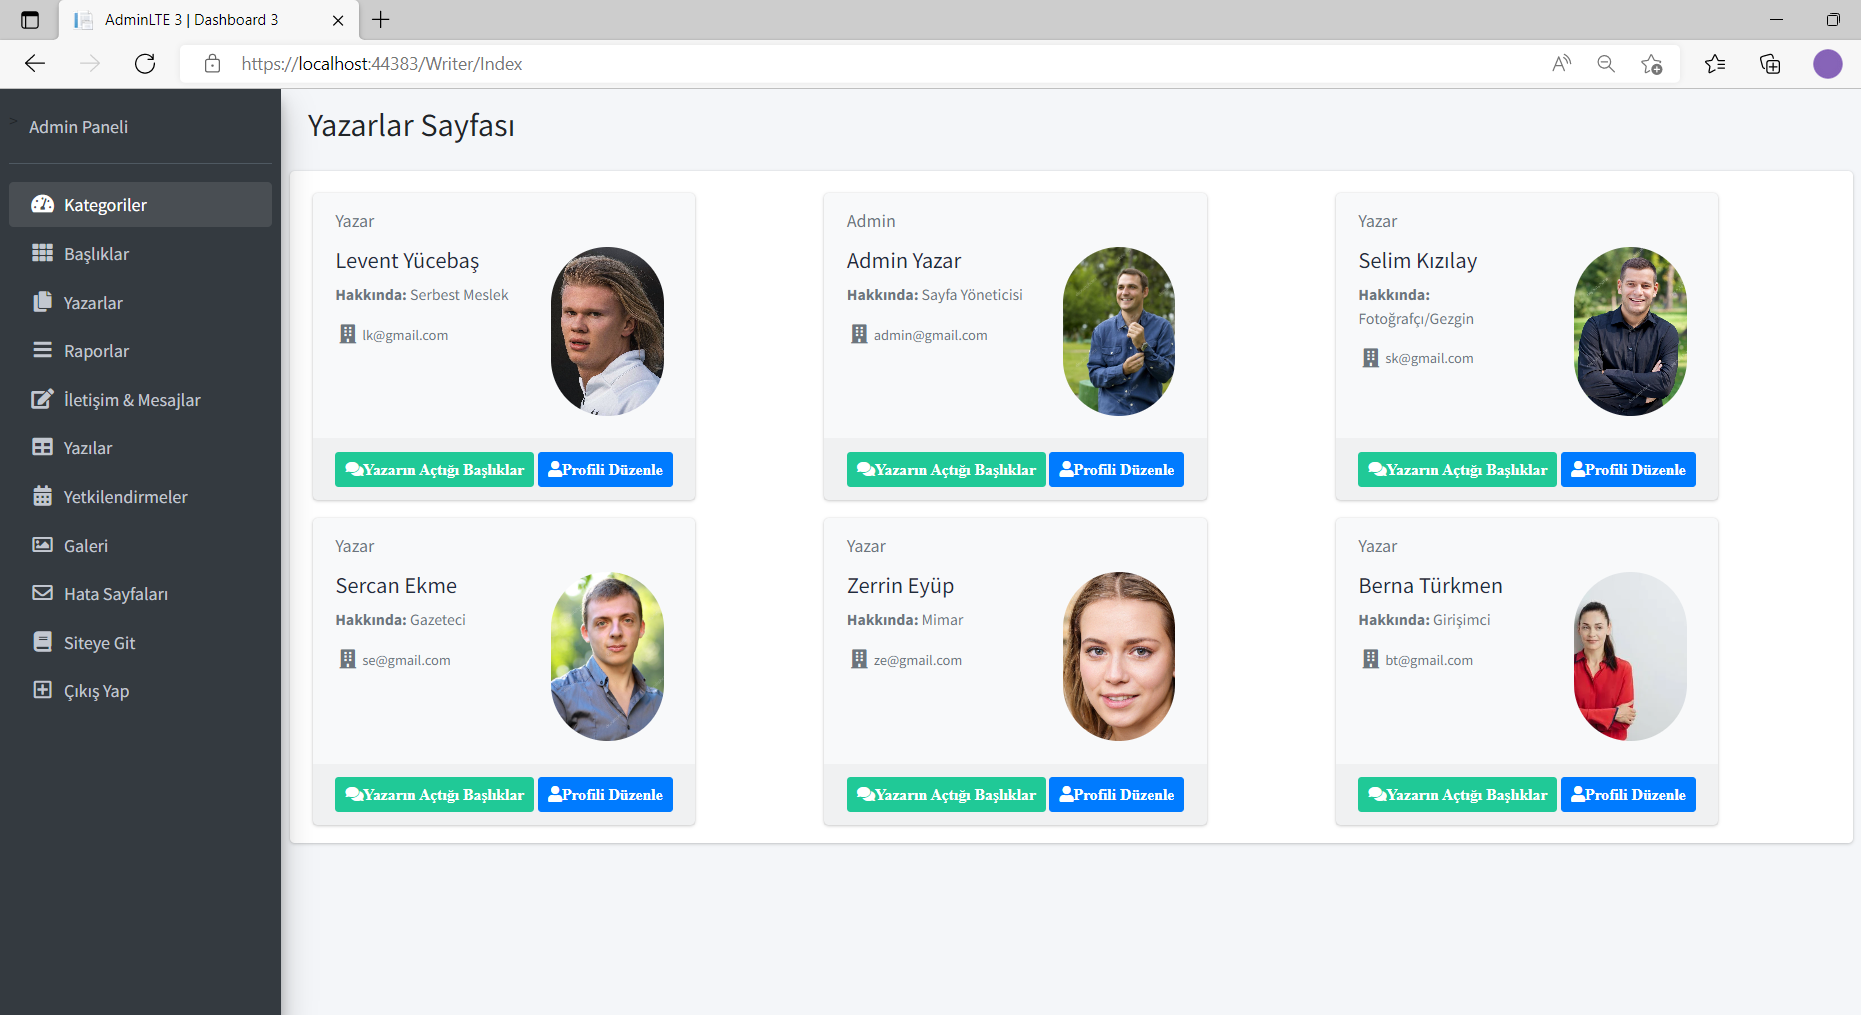 AdminLTE 3 | Dashboard 3
https://localhost:44383/Writer/Index
> Admin Paneli
Kategoriler
Başlıklar
Yazarlar
Raporlar
İletişim & Mesajlar
Yazılar
Yetkilendirmeler
Galeri
Hata Sayfaları
Siteye Git
Çıkış Yap
Yazarlar Sayfası
Yazar
Levent Yücebaş
Hakkında: Serbest Meslek
lk@gmail.com
Yazarın Açtığı Başlıklar Profili Düzenle
Admin
Admin Yazar
Hakkında: Sayfa Yöneticisi
admin@gmail.com
Yazarın Açtığı Başlıklar Profili Düzenle
Yazar
Selim Kızılay
Hakkında:
Fotoğrafçı/Gezgin
sk@gmail.com
Yazarın Açtığı Başlıklar Profili Düzenle
Yazar
Sercan Ekme
Hakkında: Gazeteci
se@gmail.com
Yazarın Açtığı Başlıklar Profili Düzenle
Yazar
Zerrin Eyüp
Hakkında: Mimar
ze@gmail.com
Yazarın Açtığı Başlıklar Profili Düzenle
Yazar
Berna Türkmen
Hakkında: Girişimci
bt@gmail.com
Yazarın Açtığı Başlıklar Profili Düzenle